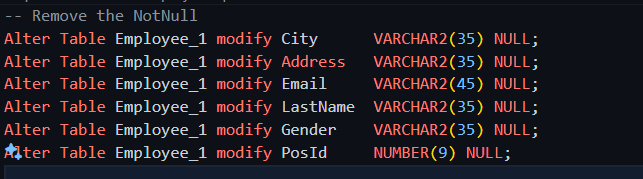 -- Remove the NotNull
Alter Table Employee_1 modify City     VARCHAR2(35) NULL;
Alter Table Employee_1 modify Address  VARCHAR2(35) NULL;
Alter Table Employee_1 modify Email    VARCHAR2(45) NULL;
Alter Table Employee_1 modify LastName VARCHAR2(35) NULL;
Alter Table Employee_1 modify Gender   VARCHAR2(35) NULL;
Alter Table Employee_1 modify PosId    NUMBER(9) NULL;